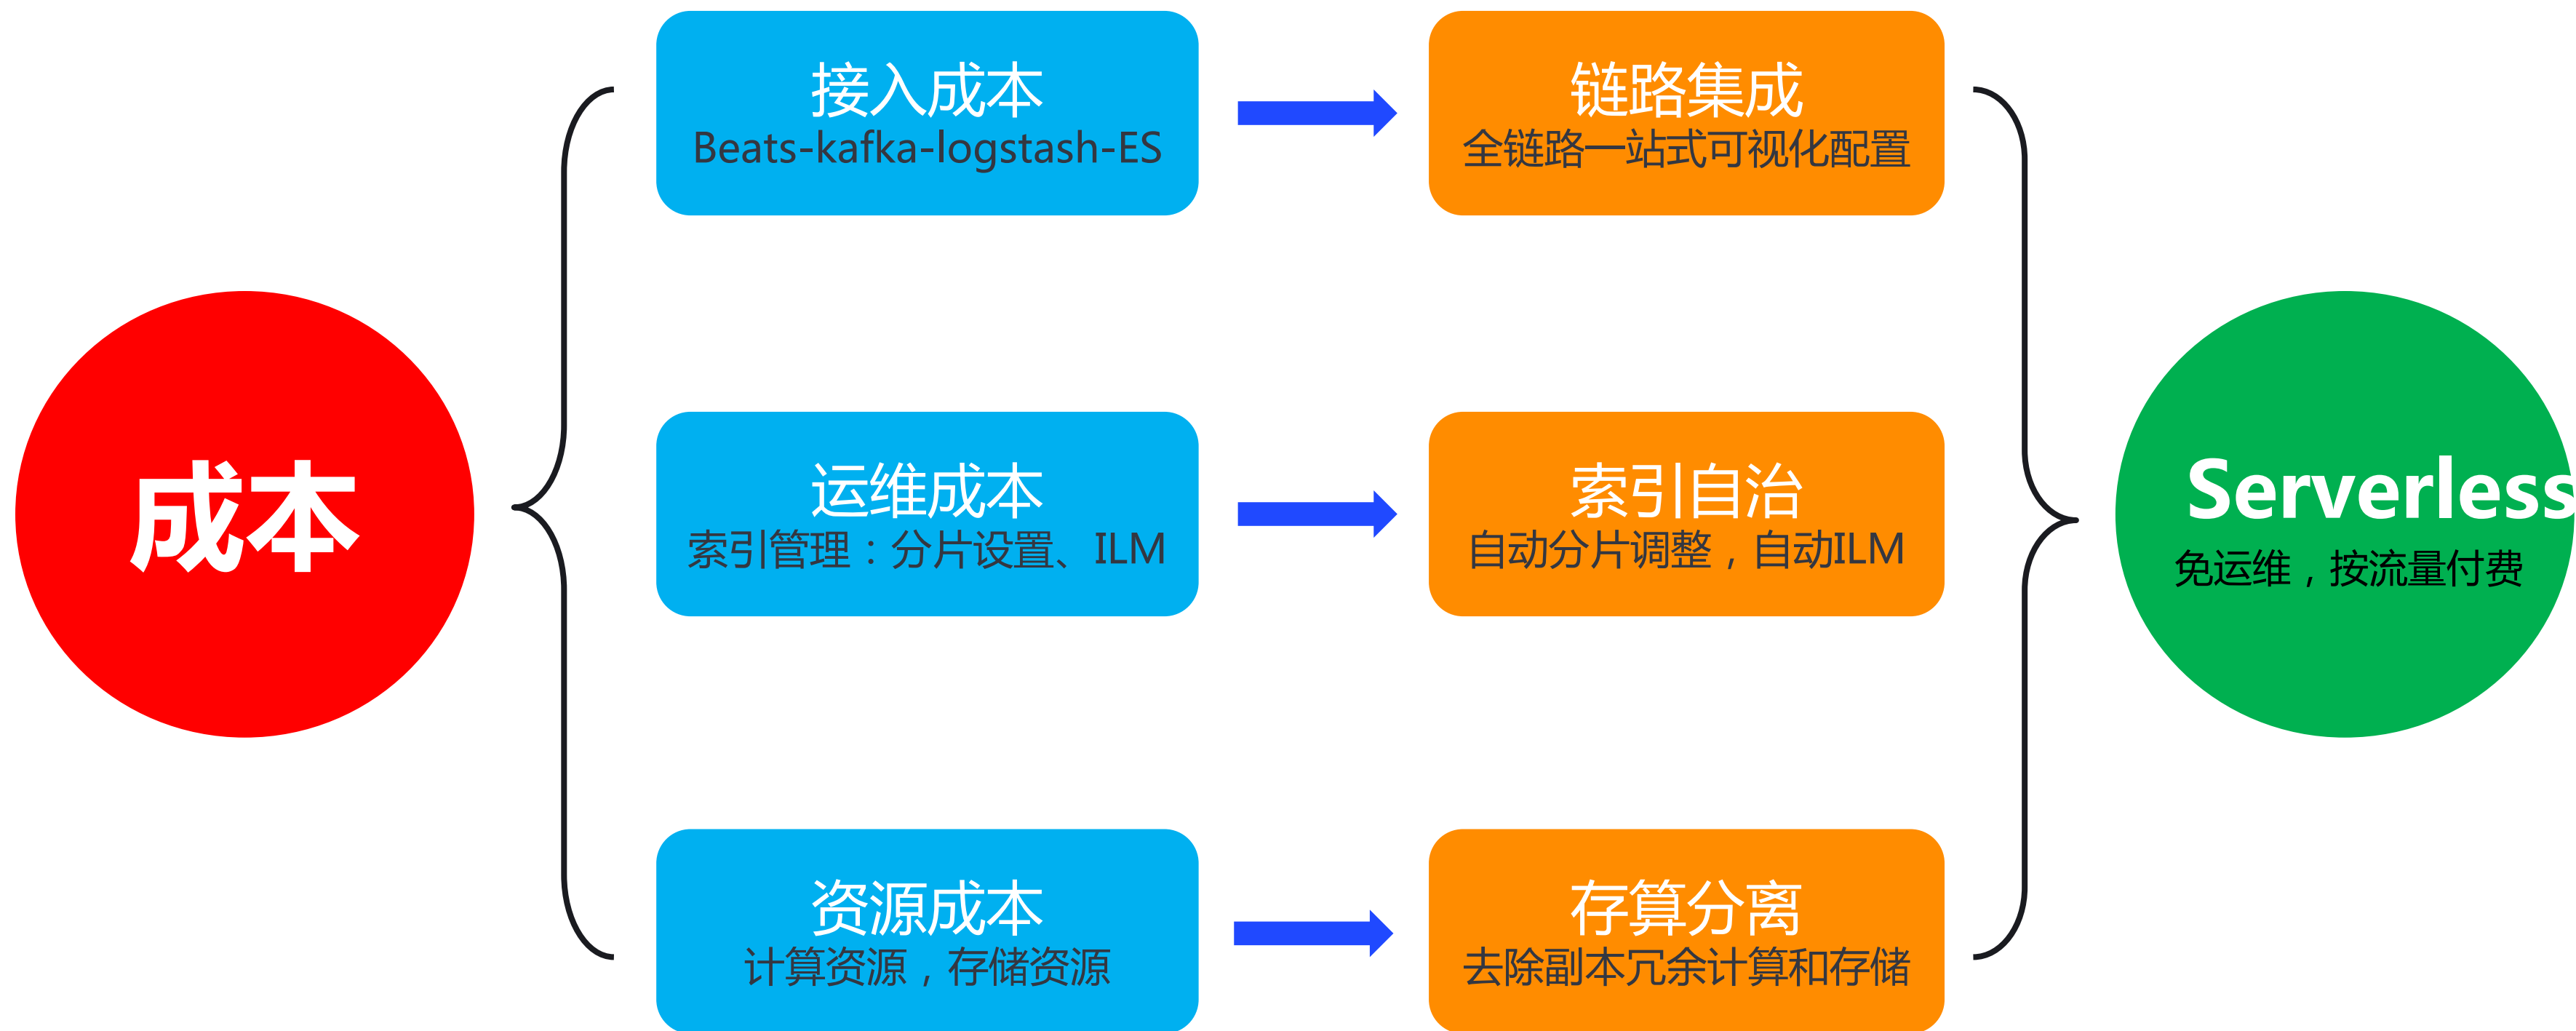 成本
接入成本
Beats-kafka-logstash-ES
链路集成
全链路一站式可视化配置
运维成本
索引管理：分片设置、ILM
索引自治
自动分片调整，自动ILM
资源成本
计算资源，存储资源
存算分离
去除副本冗余计算和存储
Serverless
免运维，按流量付费